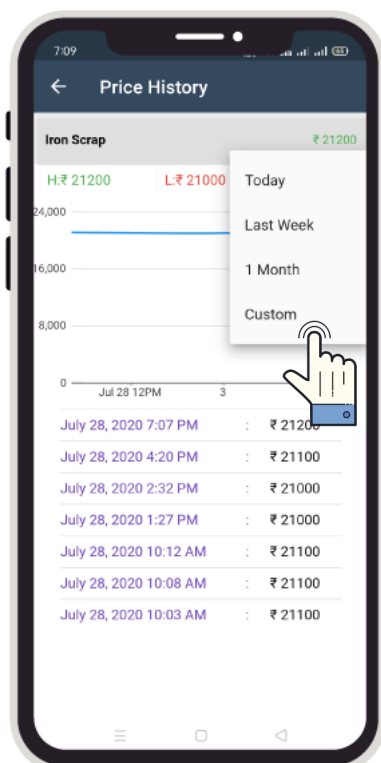 7:09
Price History
Iron Scrap ₹ 21200
H:₹ 21200 L:₹ 21000
Today
Last Week
1 Month
Custom
24,000
16,000
8,000
0
Jul 28 12PM 3
July 28, 2020 7:07 PM : ₹ 21200
July 28, 2020 4:20 PM : ₹ 21100
July 28, 2020 2:32 PM : ₹ 21000
July 28, 2020 1:27 PM : ₹ 21000
July 28, 2020 10:12 AM : ₹ 21100
July 28, 2020 10:08 AM : ₹ 21100
July 28, 2020 10:03 AM : ₹ 21100